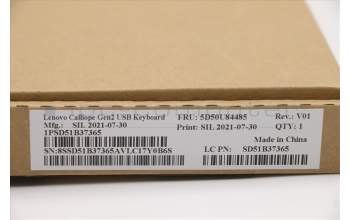 Lenovo Calliope Gen2 USB Keyboard FRU: 5D50U84485 Rev.: V01
Mfg.: SIL 2021-07-30 Print: SIL 2021-07-30 QTY: 1
1PSD51B37365 Made in China
SN:8SSD51B37365AVLC17Y0B6S LC PN: SD51B37365